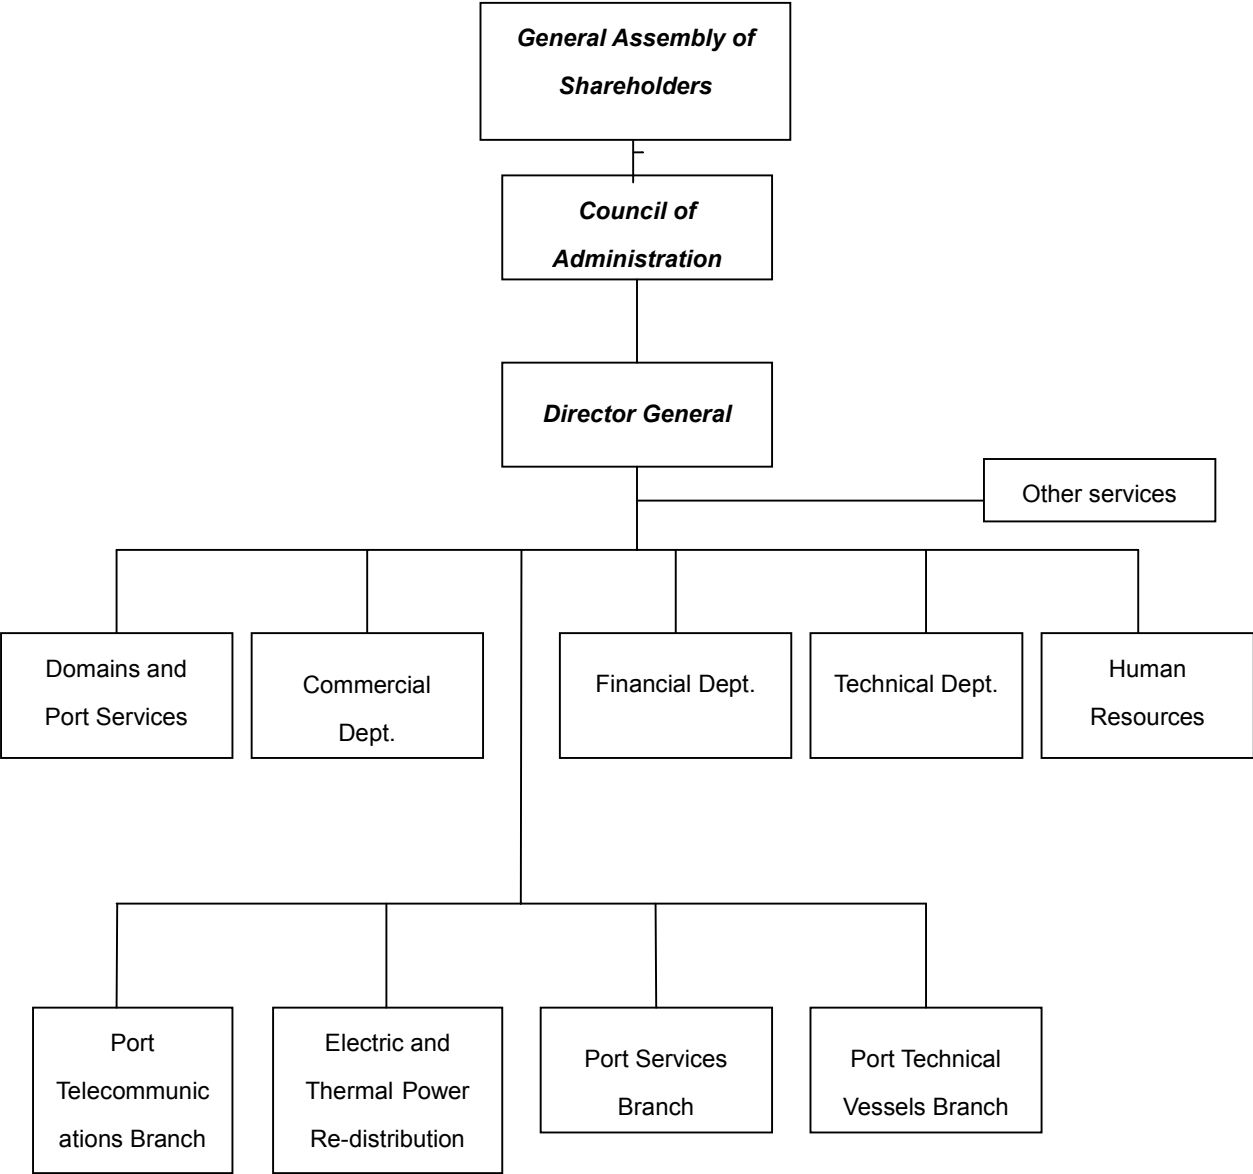 General Assembly of
Shareholders
Council of
Administration
Director General
Other services
Domains and
Port Services
Commercial
Dept.
Financial Dept.
Technical Dept.
Human
Resources
Port
Telecommunic
ations Branch
Electric and
Thermal Power
Re-distribution
Port Services
Branch
Port Technical
Vessels Branch